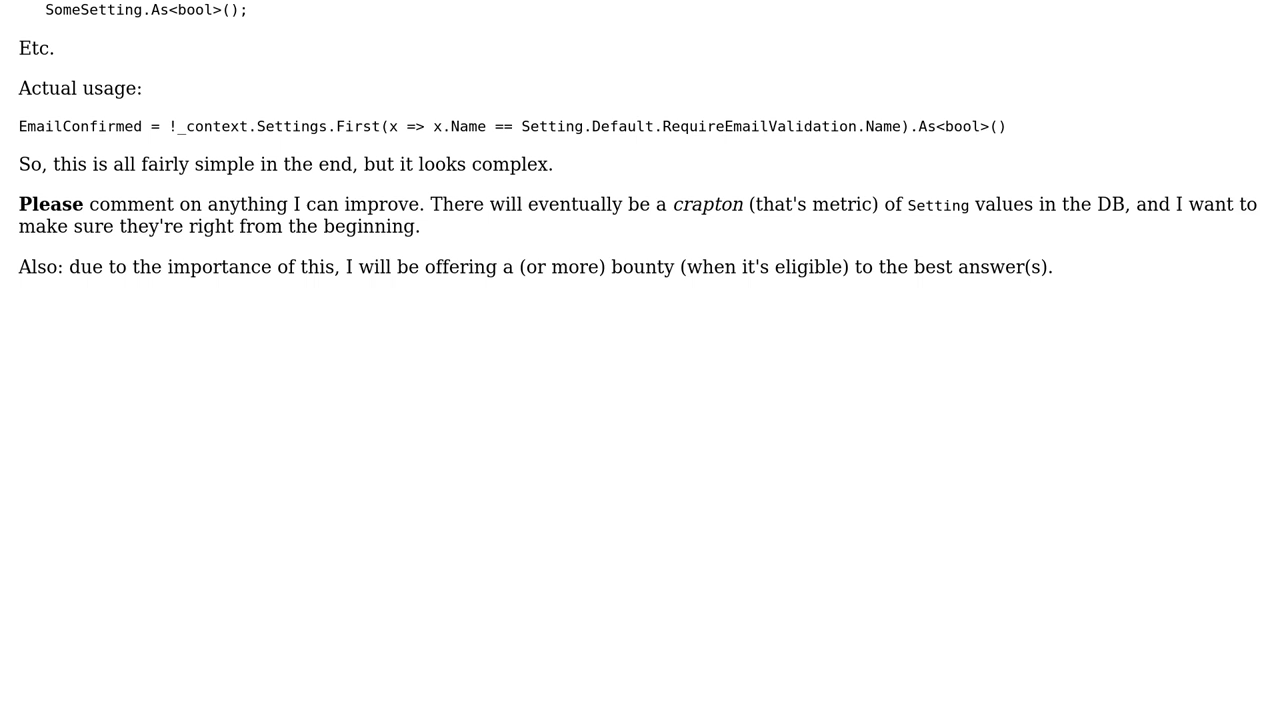 SomeSetting.As<bool>();
Etc.
Actual usage:
EmailConfirmed = !_context.Settings.First(x => x.Name == Setting.Default.RequireEmailValidation.Name).As<bool>()
So, this is all fairly simple in the end, but it looks complex.
Please comment on anything I can improve. There will eventually be a crapton (that's metric) of Setting values in the DB, and I want to
make sure they're right from the beginning.
Also: due to the importance of this, I will be offering a (or more) bounty (when it's eligible) to the best answer(s).